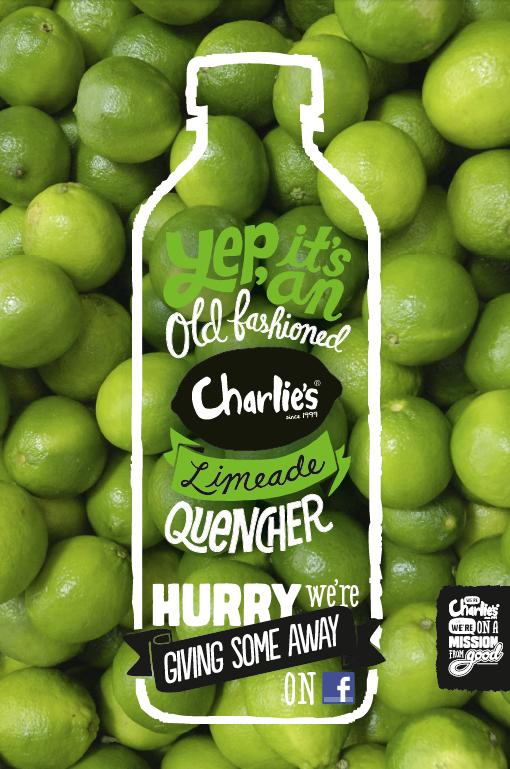 yep, it's
an
Old fashioned
Charlie's®
since 1999
Limeade
QUENCHER
HURRY we're
GIVING SOME AWAY
ON f
WE'RE
Charlie's
WE'RE ON A
MISSION
FROM good